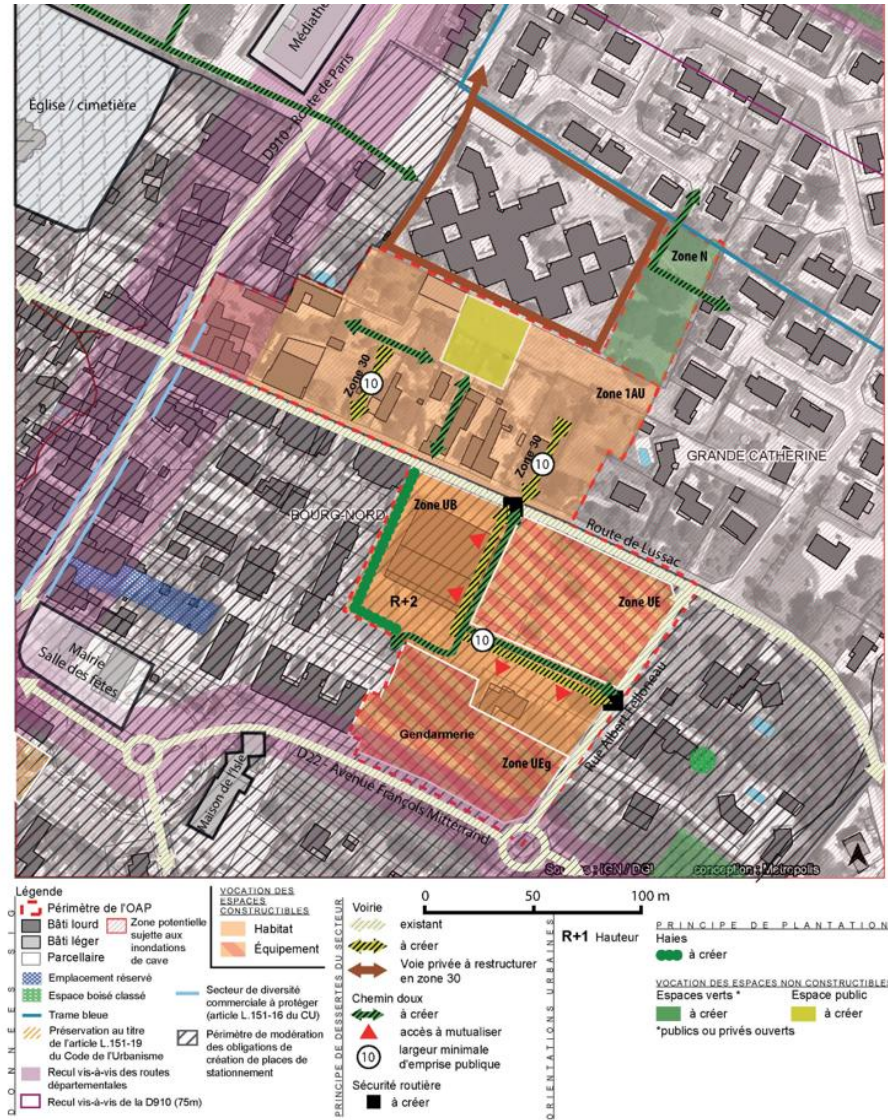 Médiathè
Église / cimetière
D910 - Route de Paris
Zone N
Zone 30
10
Zone 1AU
Zone 30
10
GRANDE CATHERINE
Zone UB
BOURG-NORD
Route de Lussac
R+2
Zone UE
10
Mairie
Salle des fêtes
Rue Albert Trélloneau
Gendarmerie
Zone UEg
Maison de l'Isle
D22 - Avenue François Mitterrand
Source : IGN / DGI conception : Metropolis
Légende
DONNÉES SIG
Périmètre de l'OAP
Bâti lourd
Bâti léger
Parcellaire
Zone potentielle
sujette aux
inondations
de cave
Emplacement réservé
Espace boisé classé
Trame bleue
Préservation au titre
de l'article L.151-19
du Code de l'Urbanisme
Recul vis-à-vis des routes
départementales
Recul vis-à-vis de la D910 (75m)
VOCATION DES
ESPACES
CONSTRUCTIBLES
Habitat
Équipement
Secteur de diversité
commerciale à protéger
(article L.151-16 du CU)
Périmètre de modération
des obligations de
création de places de
stationnement
PRINCIPE DE DESSERTES DU SECTEUR
Voirie
existant
à créer
Voie privée à restructurer
en zone 30
Chemin doux
à créer
accès à mutualiser
10
largeur minimale
d'emprise publique
Sécurité routière
à créer
0 50 100 m
ORIENTATIONS URBAINES
R+1 Hauteur
PRINCIPE DE PLANTATION
Haies
à créer
VOCATION DES ESPACES NON CONSTRUCTIBLES
Espaces verts *
à créer
Espace public
à créer
*publics ou privés ouverts